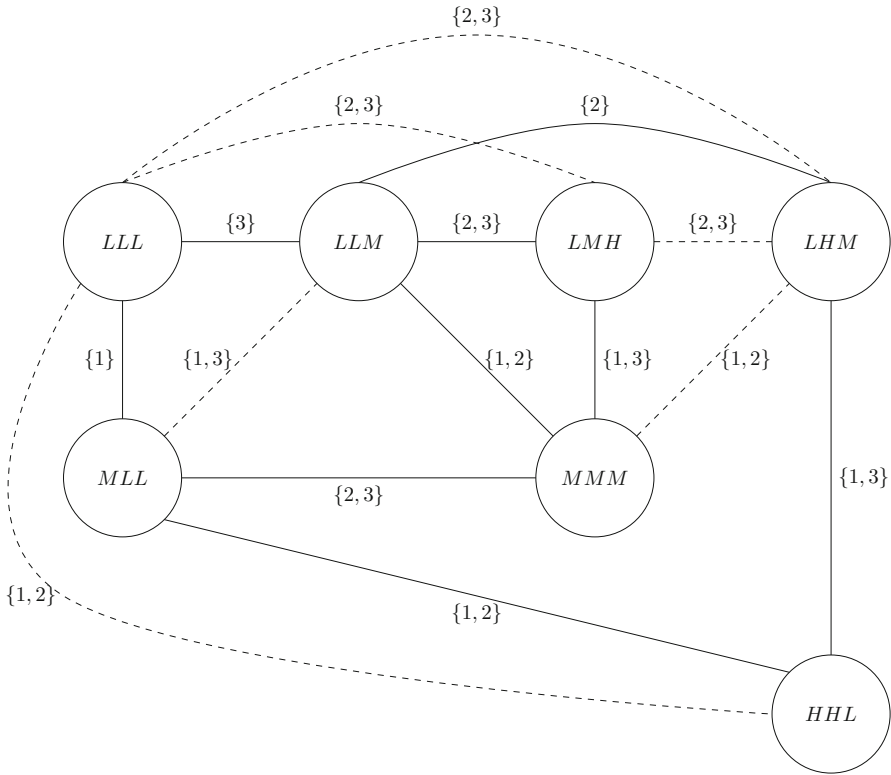 {2, 3}
{2, 3}
{2}
LLL
{3}
LLM
{2, 3}
LMH
{2, 3}
LHM
{1}
{1, 3}
{1, 2}
{1, 3}
{1, 2}
MLL
{2, 3}
MMM
{1, 3}
{1, 2}
{1, 2}
HHL